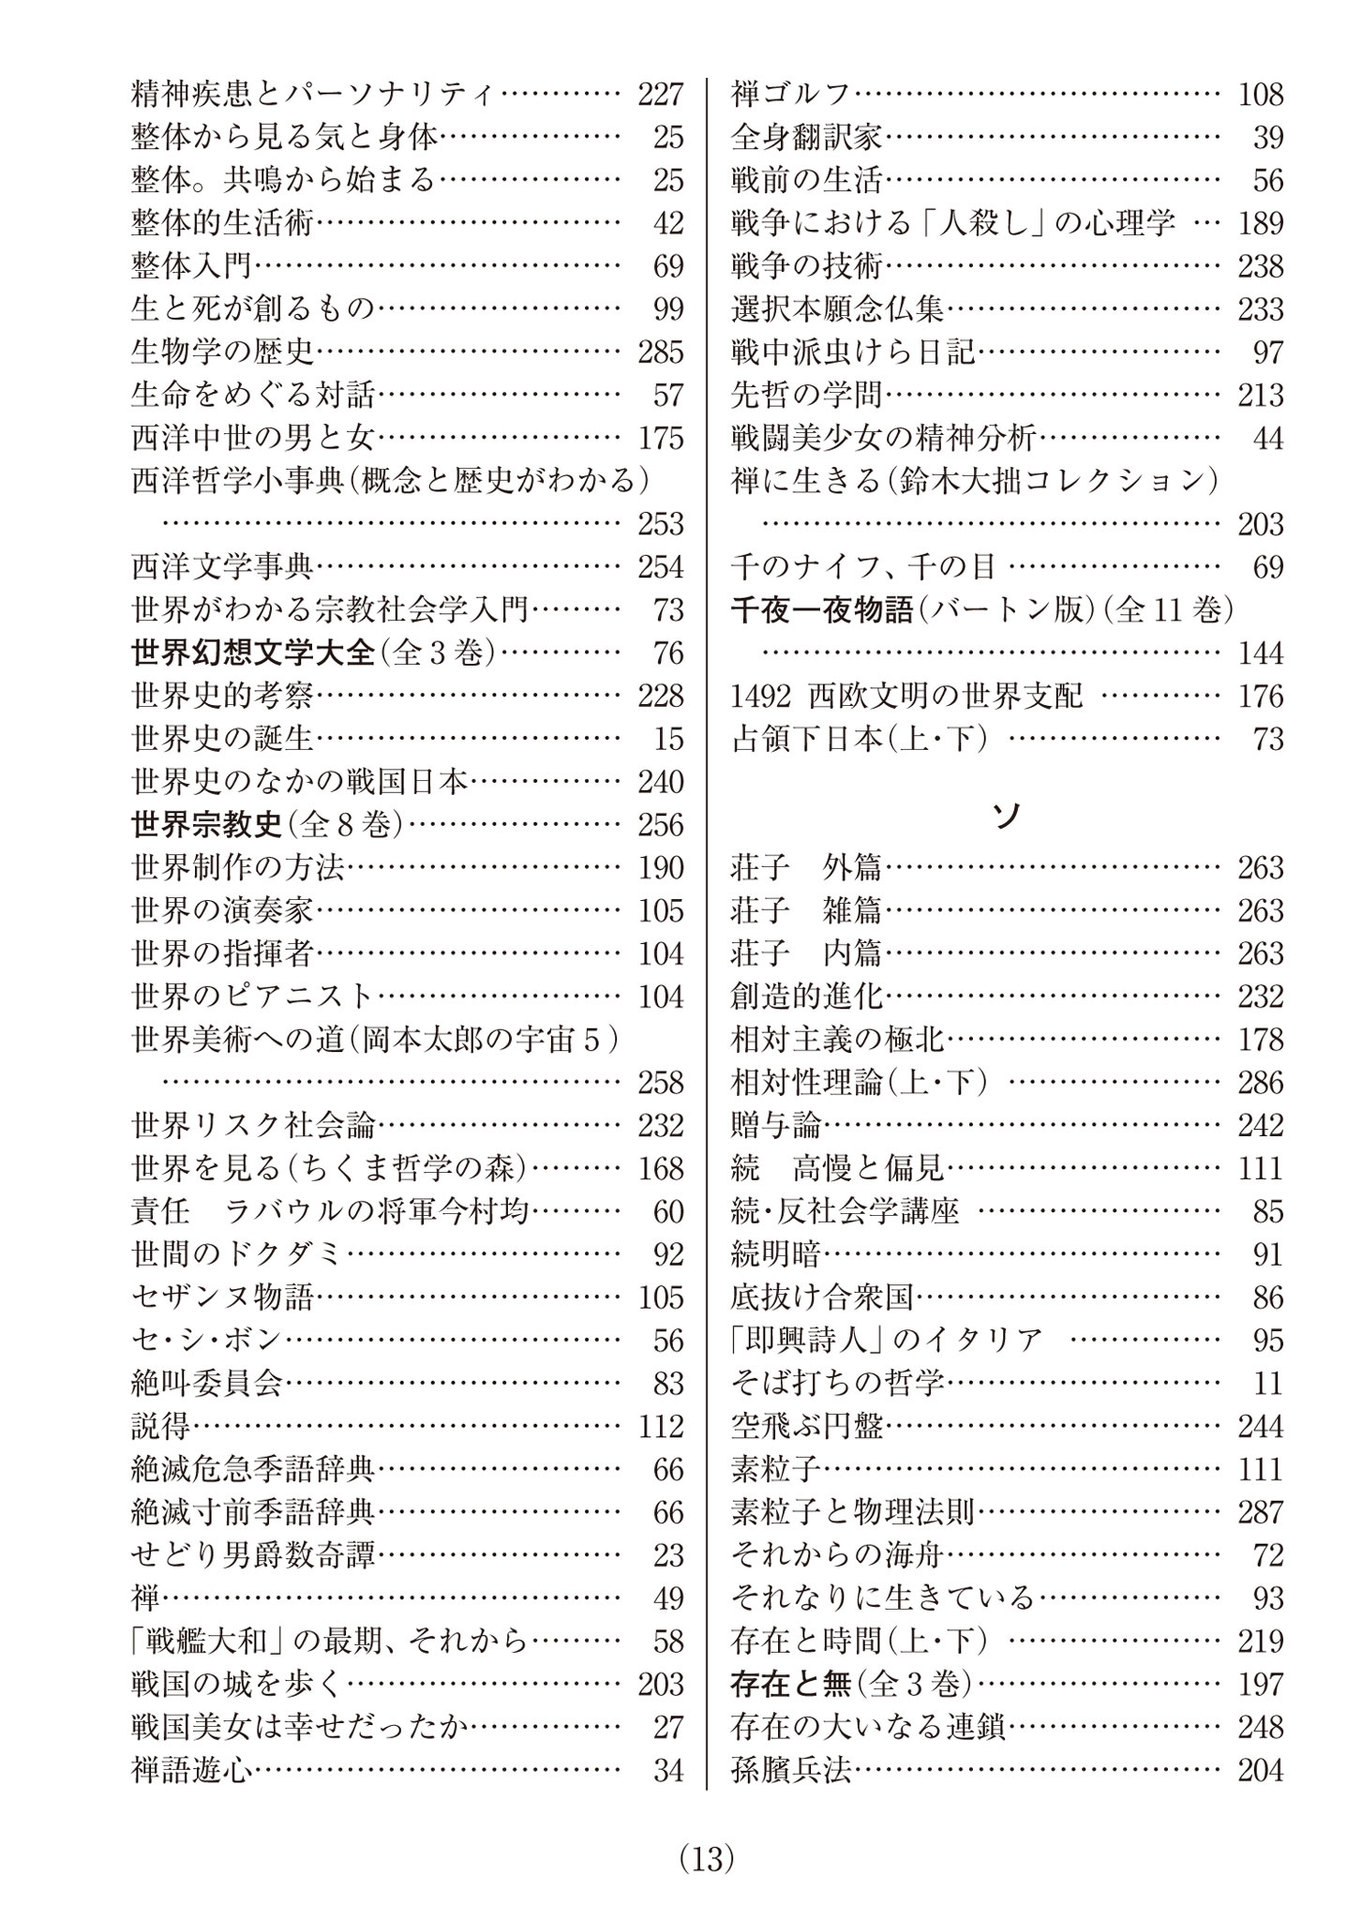 精神疾患とパーソナリティ………… 227
整体から見る気と身体……………… 25
整体。共鳴から始まる……………… 25
整体的生活術………………………… 42
整体入門……………………………… 69
生と死が創るもの…………………… 99
生物学の歴史………………………… 285
生命をめぐる対話…………………… 57
西洋中世の男と女…………………… 175
西洋哲学小事典(概念と歴史がわかる)
……………………………………… 253
西洋文学事典………………………… 254
世界がわかる宗教社会学入門……… 73
世界幻想文学大全(全3巻)………… 76
世界史的考察………………………… 228
世界史の誕生………………………… 15
世界史のなかの戦国日本…………… 240
世界宗教史(全8巻)………………… 256
世界制作の方法……………………… 190
世界の演奏家………………………… 105
世界の指揮者………………………… 104
世界のピアニスト…………………… 104
世界美術への道(岡本太郎の宇宙5)
……………………………………… 258
世界リスク社会論…………………… 232
世界を見る(ちくま哲学の森)……… 168
責任　ラバウルの将軍今村均……… 60
世間のドクダミ……………………… 92
セザンヌ物語………………………… 105
セ・シ・ボン…………………………… 56
絶叫委員会…………………………… 83
説得…………………………………… 112
絶滅危急季語辞典…………………… 66
絶滅寸前季語辞典…………………… 66
せどり男爵数奇譚…………………… 23
禅……………………………………… 49
「戦艦大和」の最期、それから……… 58
戦国の城を歩く……………………… 203
戦国美女は幸せだったか…………… 27
禅語遊心……………………………… 34
禅ゴルフ……………………………… 108
全身翻訳家…………………………… 39
戦前の生活…………………………… 56
戦争における「人殺し」の心理学 … 189
戦争の技術…………………………… 238
選択本願念仏集……………………… 233
戦中派虫けら日記…………………… 97
先哲の学問…………………………… 213
戦闘美少女の精神分析……………… 44
禅に生きる(鈴木大拙コレクション)
……………………………………… 203
千のナイフ、千の目 ………………… 69
千夜一夜物語(バートン版)(全11巻)
……………………………………… 144
1492 西欧文明の世界支配 ………… 176
占領下日本(上・下) ………………… 73
ソ
荘子　外篇…………………………… 263
荘子　雑篇…………………………… 263
荘子　内篇…………………………… 263
創造的進化…………………………… 232
相対主義の極北……………………… 178
相対性理論(上・下) ………………… 286
贈与論………………………………… 242
続　高慢と偏見……………………… 111
続・反社会学講座 …………………… 85
続明暗………………………………… 91
底抜け合衆国………………………… 86
「即興詩人」のイタリア …………… 95
そば打ちの哲学……………………… 11
空飛ぶ円盤…………………………… 244
素粒子………………………………… 111
素粒子と物理法則…………………… 287
それからの海舟……………………… 72
それなりに生きている……………… 93
存在と時間(上・下) ………………… 219
存在と無(全3巻)…………………… 197
存在の大いなる連鎖………………… 248
孫臏兵法……………………………… 204
(13)